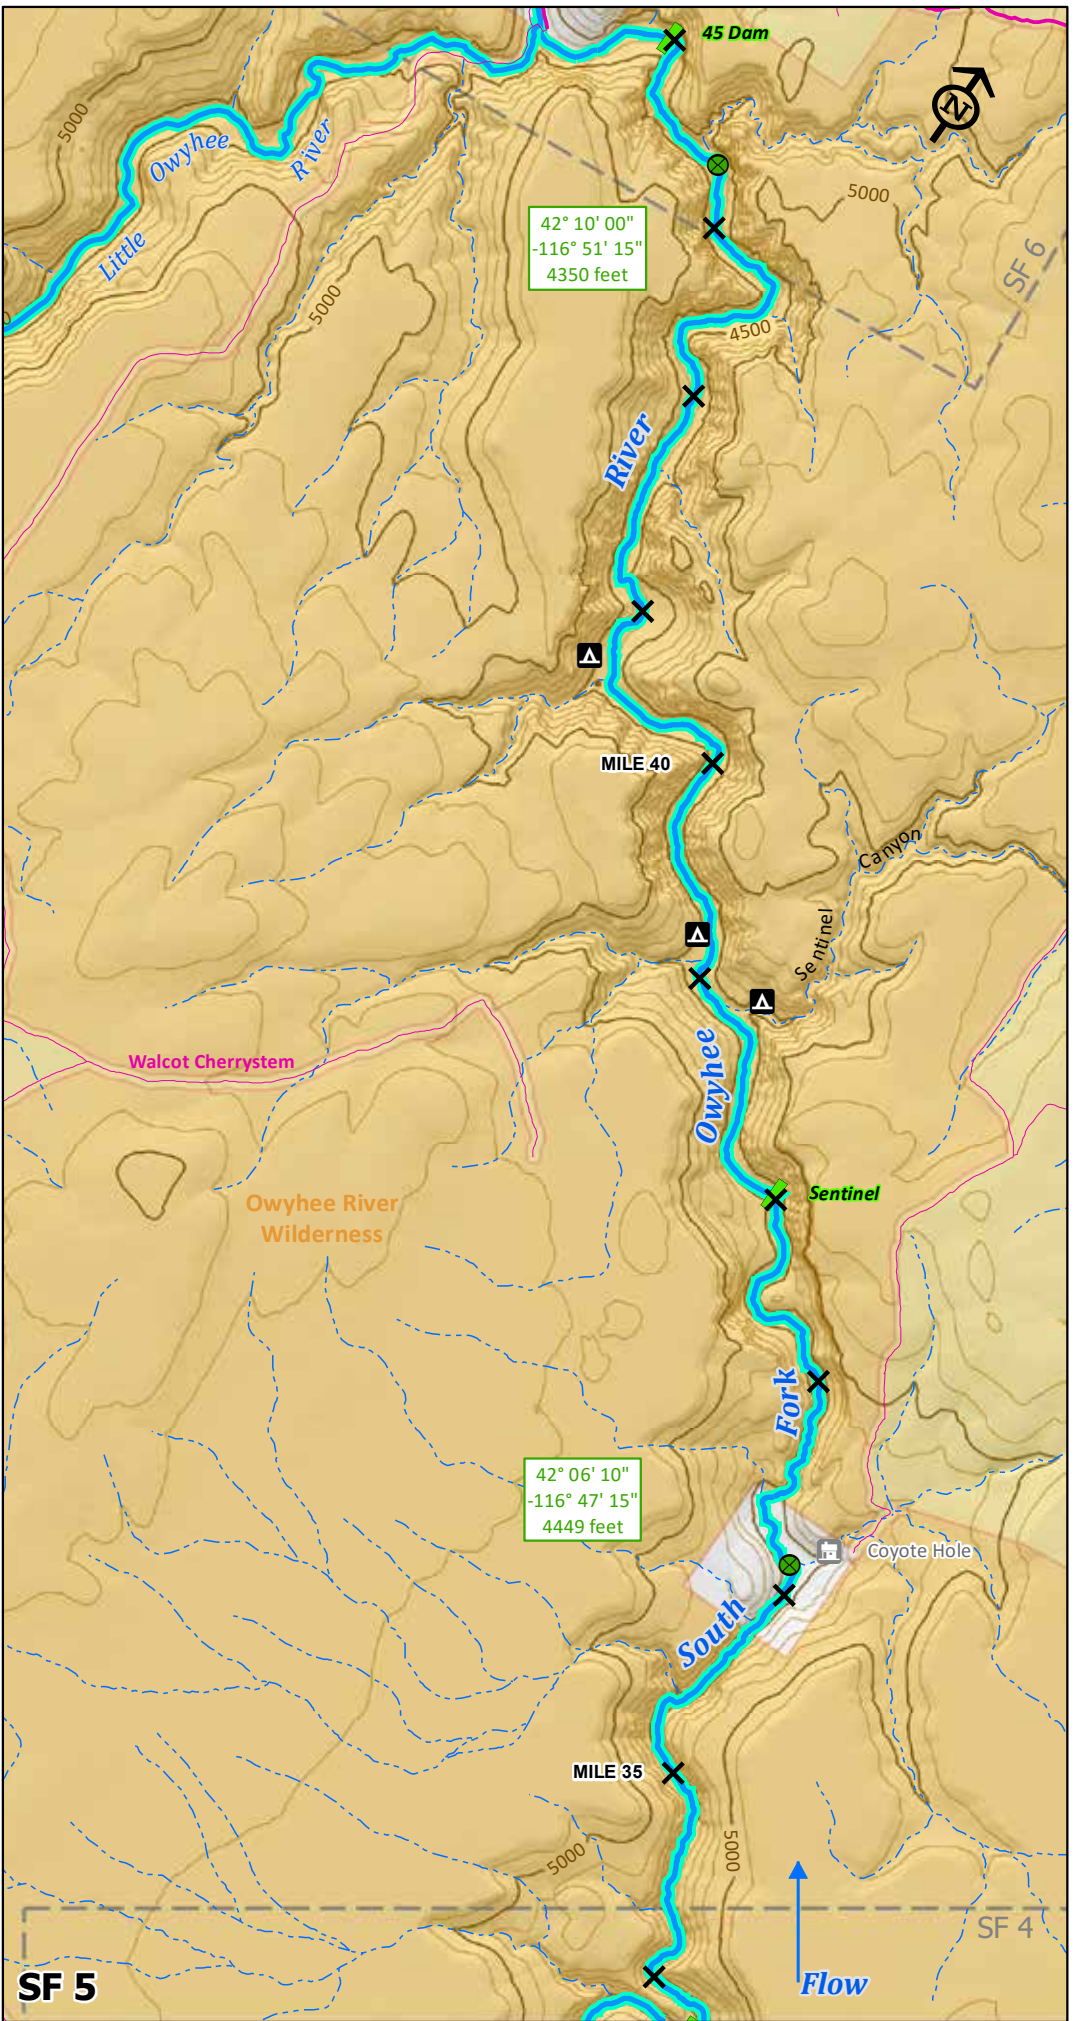 45 Dam
N
5000
Owyhee
River
Little
5000
42° 10' 00"
-116° 51' 15"
4350 feet
5000
SF 6
4500
River
MILE 40
Canyon
Sentinel
Walcot Cherrystem
Owyhee
Owyhee River
Wilderness
Sentinel
Fork
42° 06' 10"
-116° 47' 15"
4449 feet
Coyote Hole
South
MILE 35
5000
5000
SF 4
SF 5
Flow